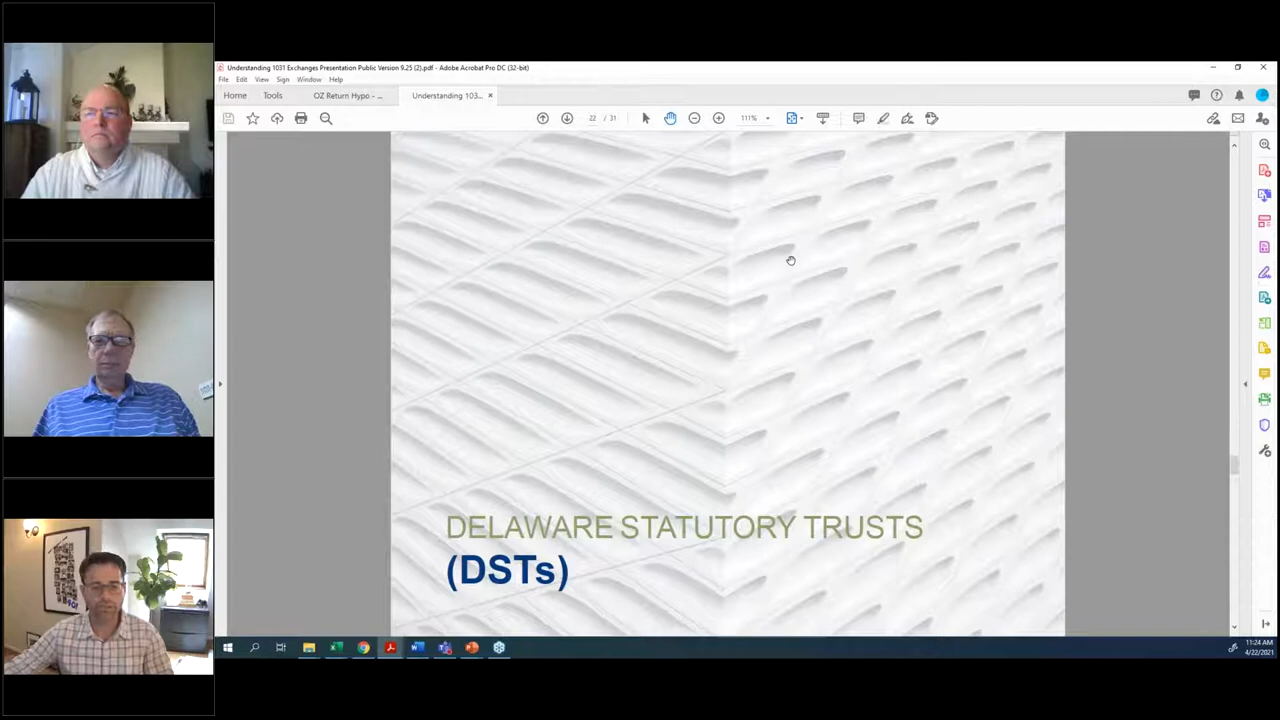 Understanding 1031 Exchanges Presentation Public Version 9.25 (2).pdf - Adobe Acrobat Pro DC (32-bit)
File Edit View Sign Window Help
Home Tools OZ Return Hypo - ... Understanding 103... ×
22 / 31 111%
DELAWARE STATUTORY TRUSTS
(DSTs)
11:24 AM
4/22/2021